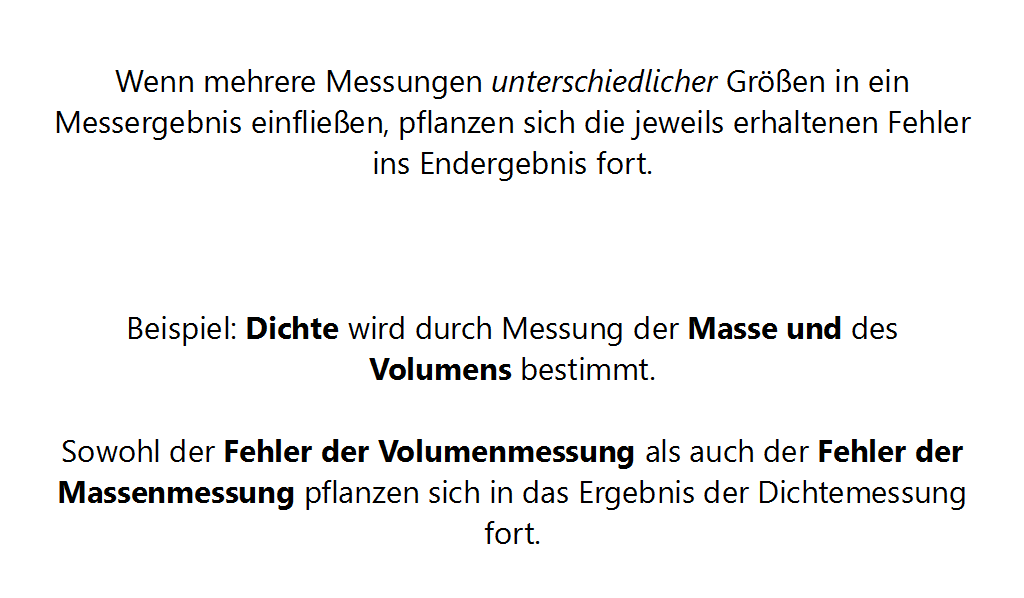 Wenn mehrere Messungen unterschiedlicher Größen in ein
Messergebnis einfließen, pflanzen sich die jeweils erhaltenen Fehler
ins Endergebnis fort.
Beispiel: Dichte wird durch Messung der Masse und des
Volumens bestimmt.
Sowohl der Fehler der Volumenmessung als auch der Fehler der
Massenmessung pflanzen sich in das Ergebnis der Dichtemessung
fort.